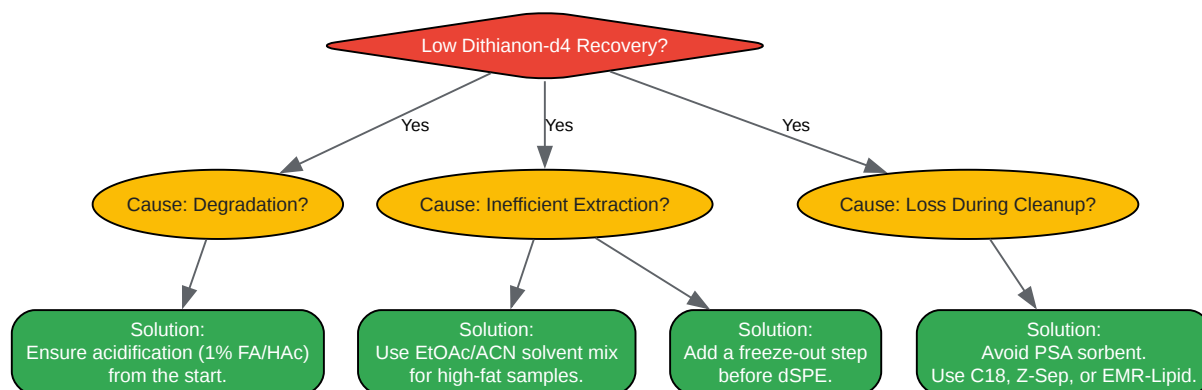 Low Dithianon-d4 Recovery?
Yes
Yes
Yes
Cause: Degradation?
Cause: Inefficient Extraction?
Cause: Loss During Cleanup?
Solution:
Ensure acidification (1% FA/HAc)
from the start.
Solution:
Use EtOAc/ACN solvent mix
for high-fat samples.
Solution:
Add a freeze-out step
before dSPE.
Solution:
Avoid PSA sorbent.
Use C18, Z-Sep, or EMR-Lipid.